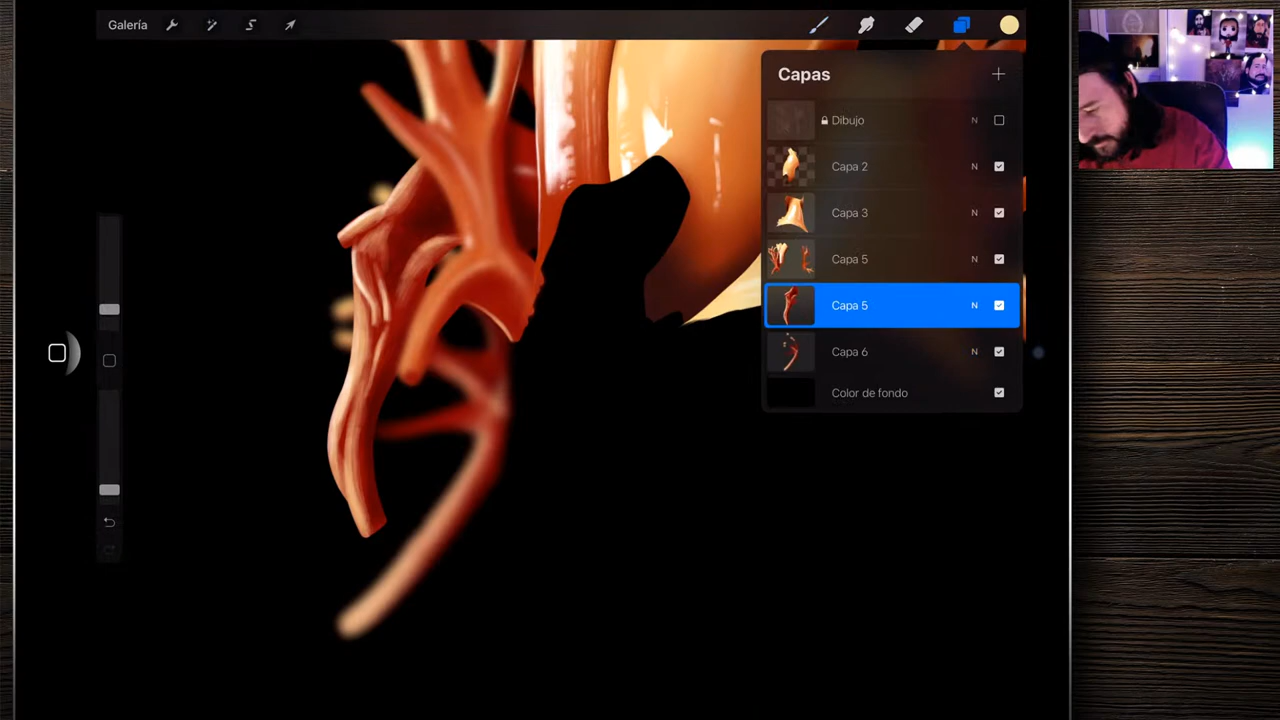 Galería
Capas
Dibujo N
Capa 2 N
Capa 3 N
Capa 5 N
Capa 5 N
Capa 6 N
Color de fondo